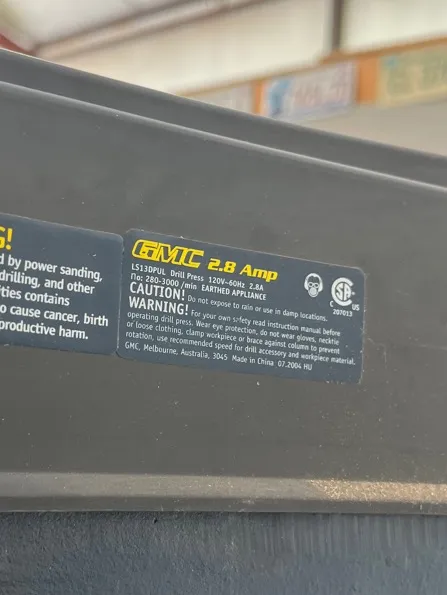 G!
d by power sanding,
drilling, and other
ties contains
o cause cancer, birth
productive harm.
GMC 2.8 Amp
LS13DPUL Drill Press 120V~60Hz 2.8A
no: 280-3000 /min EARTHED APPLIANCE
CAUTION! Do not expose to rain or use in damp locations.
WARNING! For your own safety read instruction manual before
operating drill press. Wear eye protection, do not wear gloves, necktie
or loose clothing, clamp workpiece or brace against column to prevent
rotation, use recommended speed for drill accessory and workpiece material.
GMC, Melbourne, Australia, 3045 Made in China 07.2004 HU
C US
207013